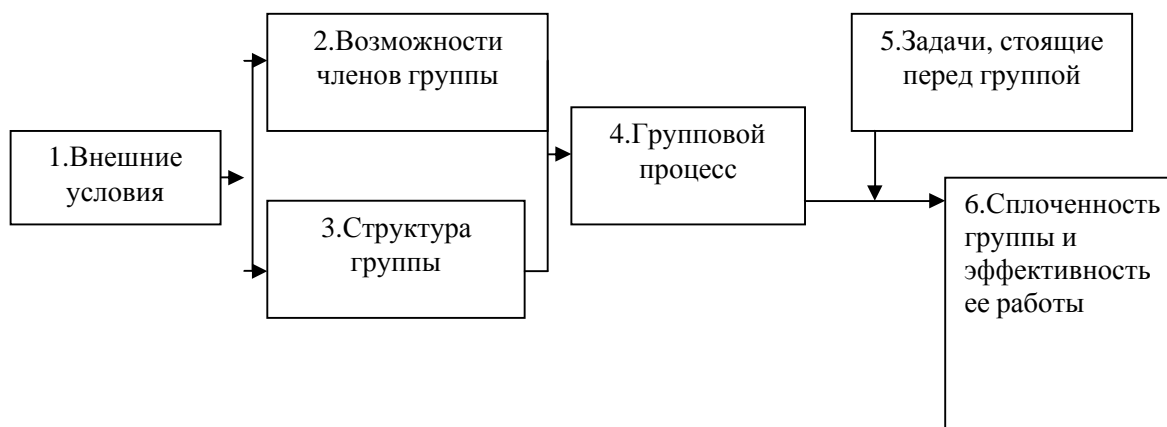 1.Внешние
условия
2.Возможности
членов группы
3.Структура
группы
4.Групповой
процесс
5.Задачи, стоящие
перед группой
6.Сплоченность
группы и
эффективность
ее работы